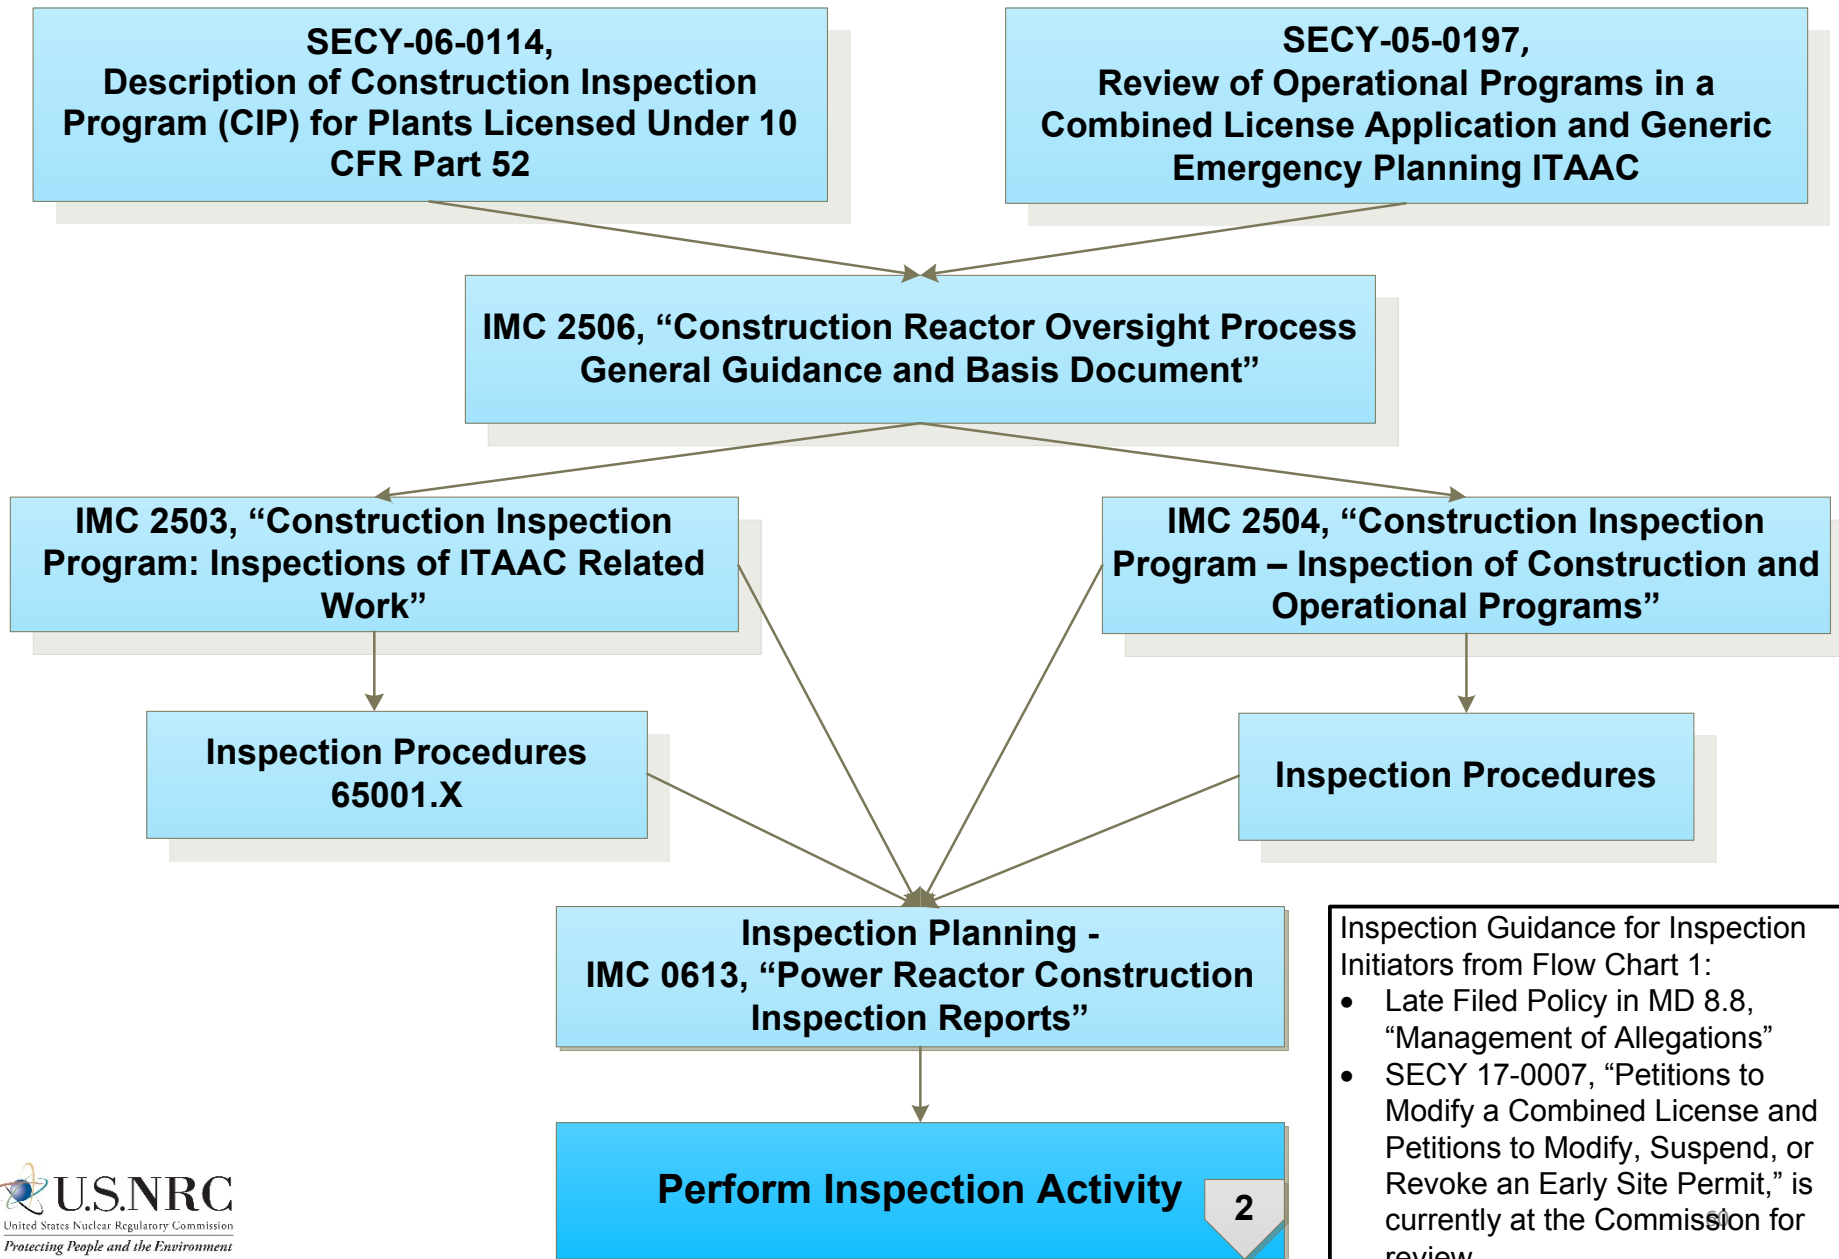 SECY-06-0114,
Description of Construction Inspection
Program (CIP) for Plants Licensed Under 10
CFR Part 52
SECY-05-0197,
Review of Operational Programs in a
Combined License Application and Generic
Emergency Planning ITAAC
IMC 2506, “Construction Reactor Oversight Process
General Guidance and Basis Document”
IMC 2503, “Construction Inspection
Program: Inspections of ITAAC Related
Work”
IMC 2504, “Construction Inspection
Program – Inspection of Construction and
Operational Programs”
Inspection Procedures
65001.X
Inspection Procedures
Inspection Planning -
IMC 0613, “Power Reactor Construction
Inspection Reports”
Perform Inspection Activity
2
Inspection Guidance for Inspection
Initiators from Flow Chart 1:
• Late Filed Policy in MD 8.8,
“Management of Allegations”
• SECY 17-0007, “Petitions to
Modify a Combined License and
Petitions to Modify, Suspend, or
Revoke an Early Site Permit,” is
currently at the Commission for
review
U.S.NRC
United States Nuclear Regulatory Commission
Protecting People and the Environment